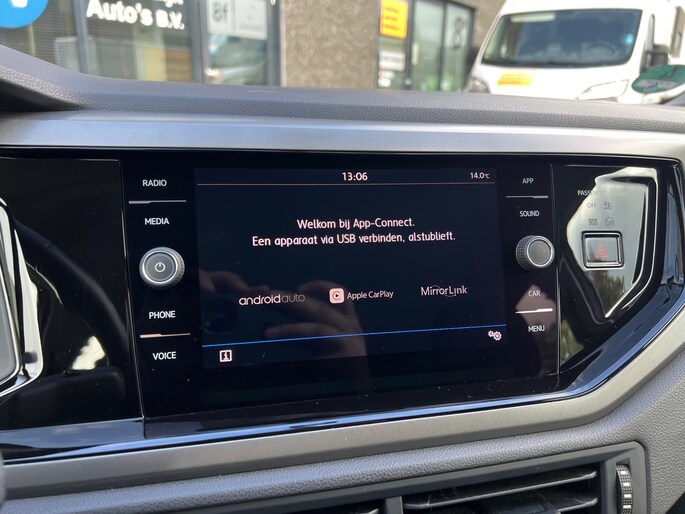 Auto's B.V.
13:06
14.0°C
RADIO
MEDIA
PHONE
VOICE
Welkom bij App-Connect.
Een apparaat via USB verbinden, alstublieft.
androidauto
Apple CarPlay
MirrorLink
APP
SOUND
CAR
MENU
OFF